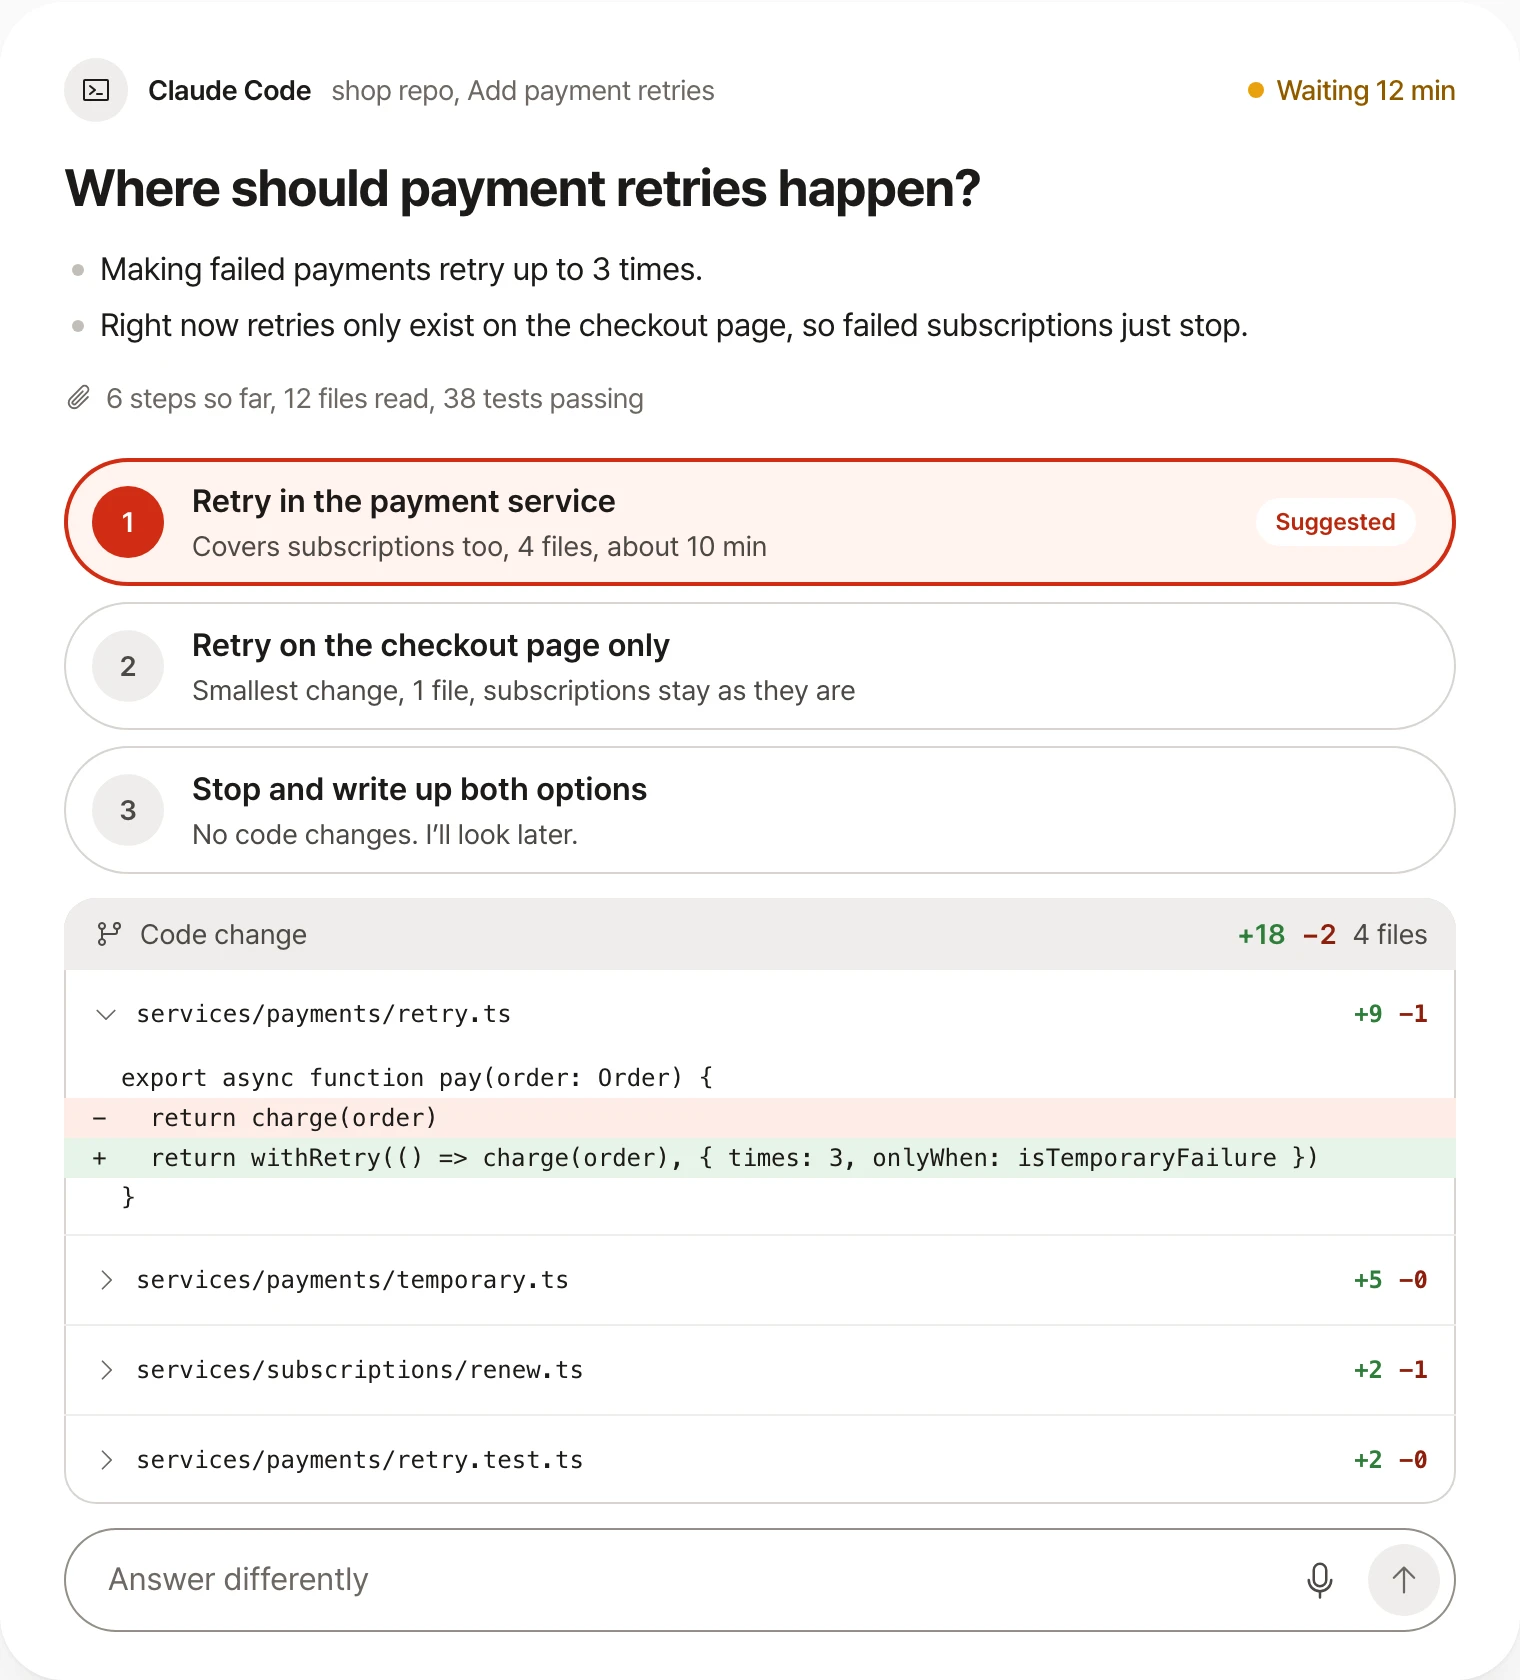 Claude Code shop repo, Add payment retries Waiting 12 min
Where should payment retries happen?
Making failed payments retry up to 3 times.
Right now retries only exist on the checkout page, so failed subscriptions just stop.
6 steps so far, 12 files read, 38 tests passing
1 Retry in the payment service
Covers subscriptions too, 4 files, about 10 min
Suggested
2 Retry on the checkout page only
Smallest change, 1 file, subscriptions stay as they are
3 Stop and write up both options
No code changes. I’ll look later.
Code change +18 −2 4 files
services/payments/retry.ts +9 −1
export async function pay(order: Order) {
−   return charge(order)
+   return withRetry(() => charge(order), { times: 3, onlyWhen: isTemporaryFailure })
}
services/payments/temporary.ts +5 −0
services/subscriptions/renew.ts +2 −1
services/payments/retry.test.ts +2 −0
Answer differently